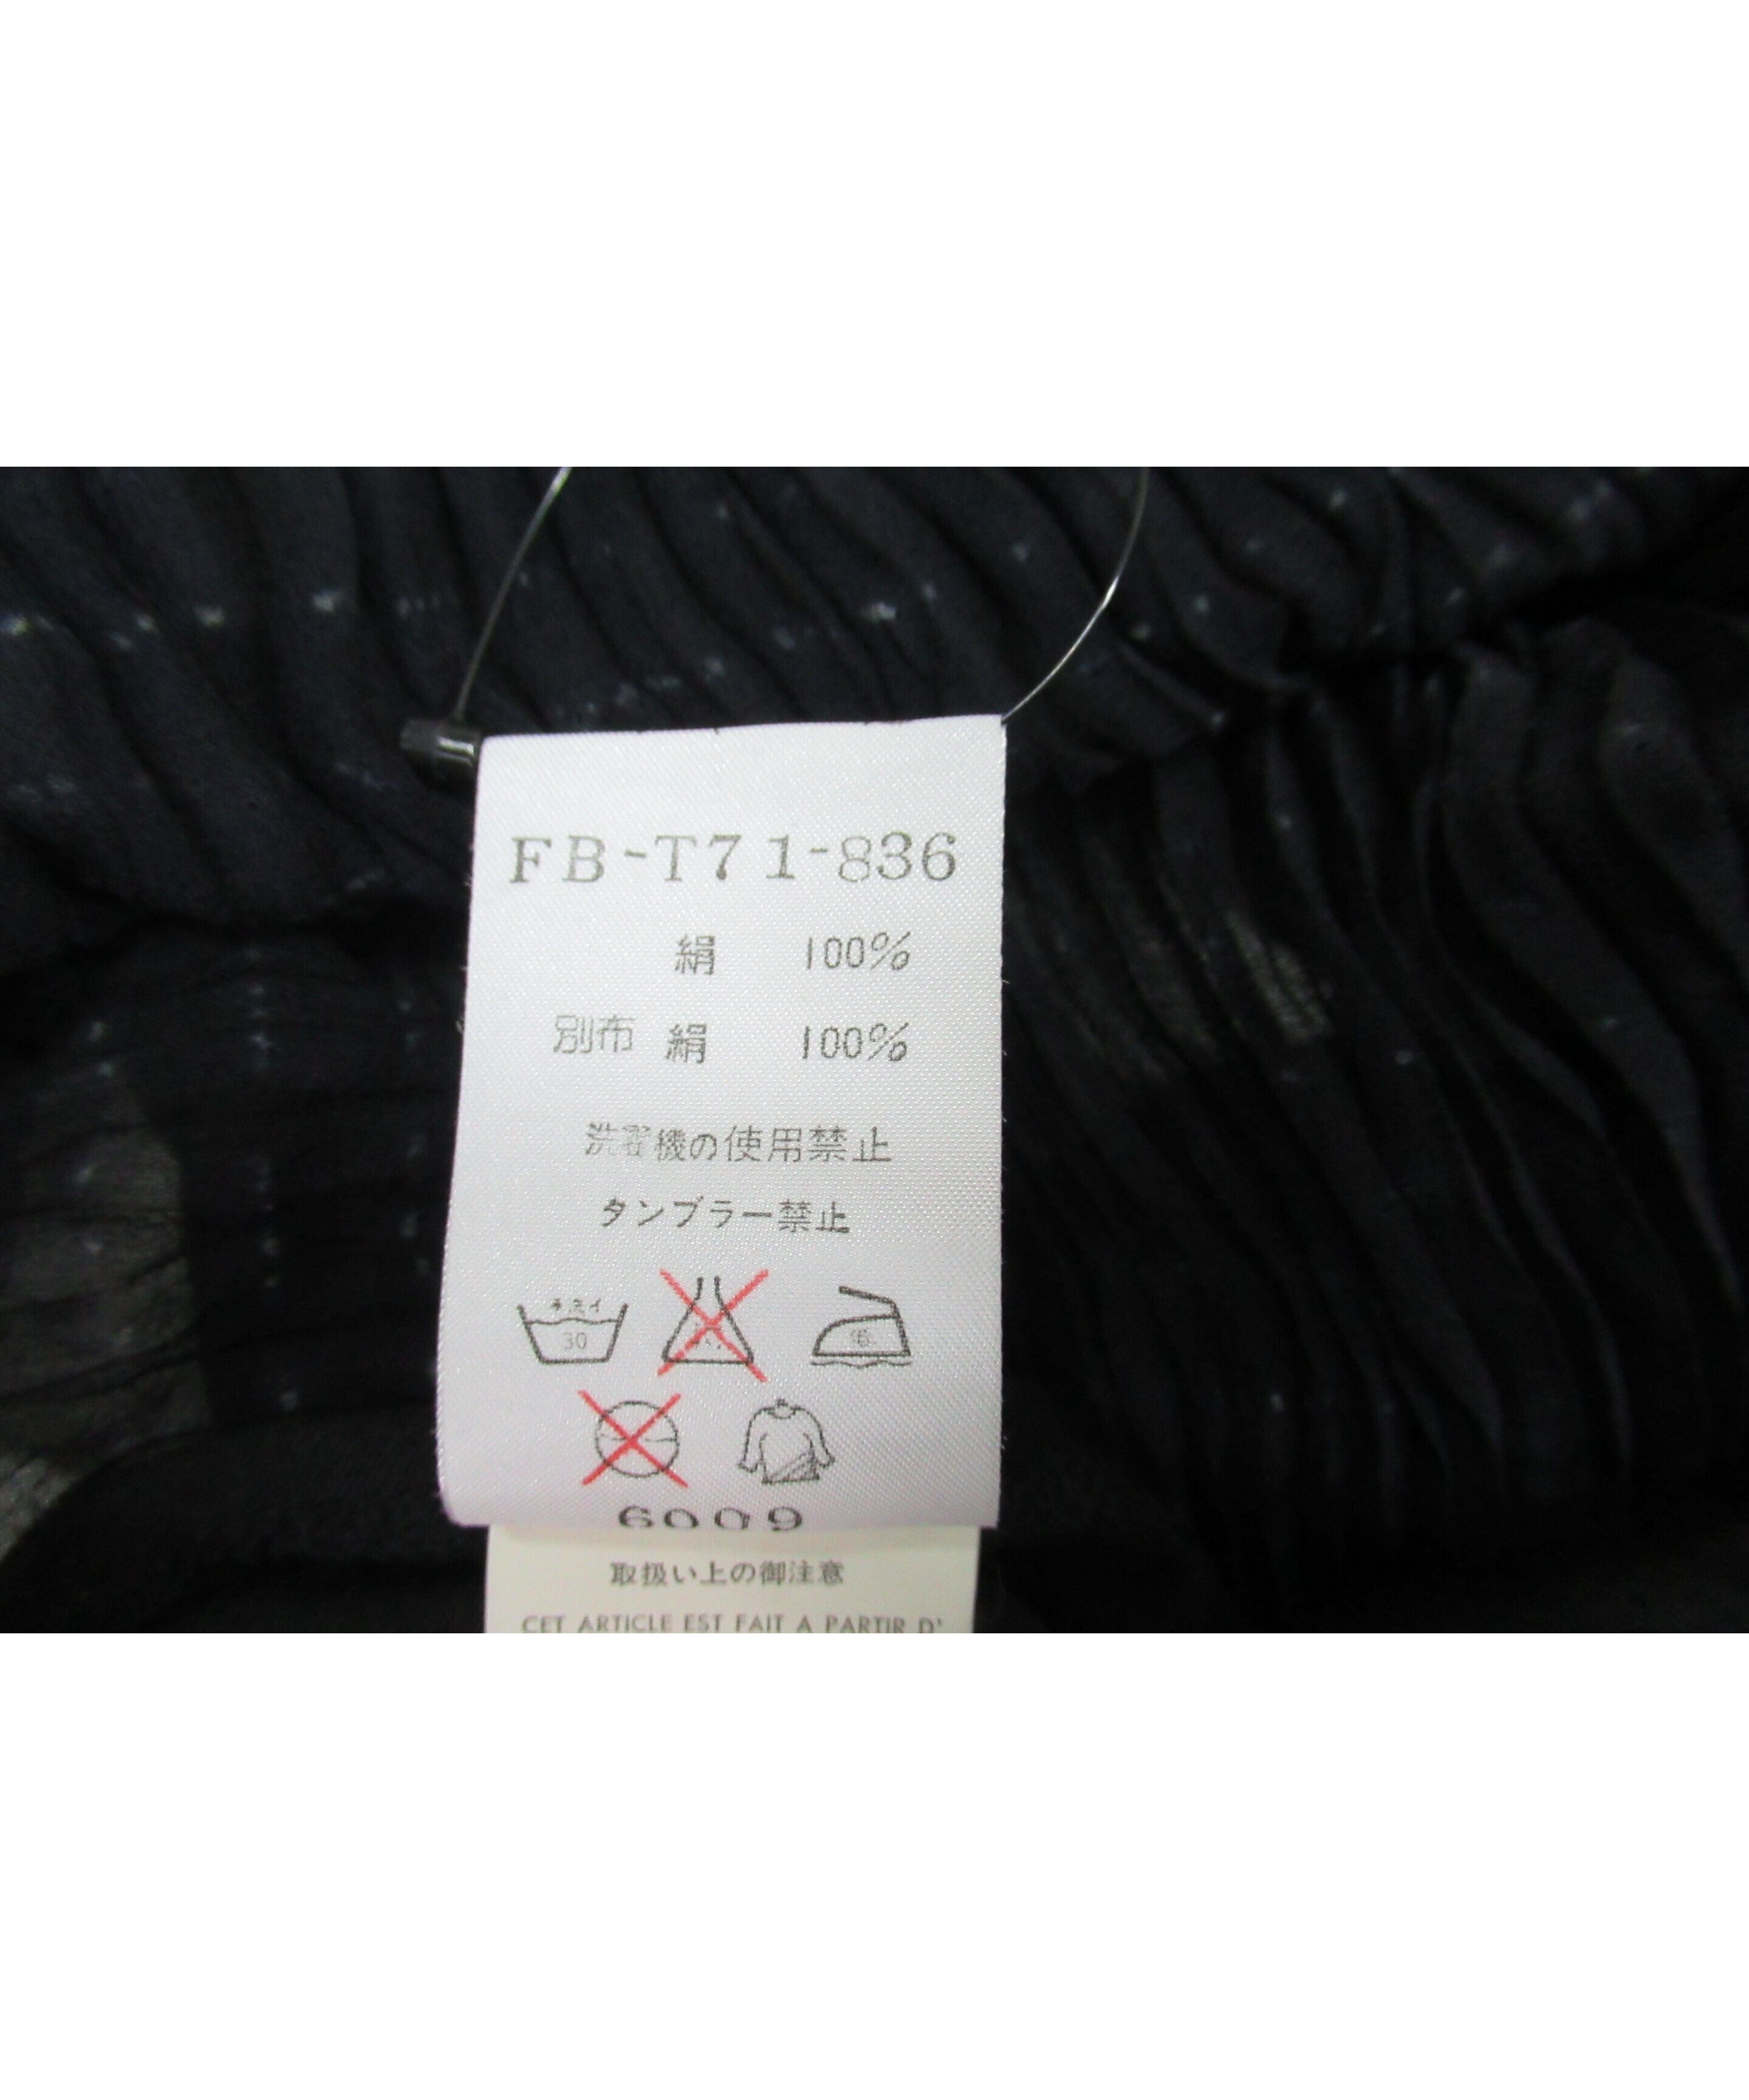 FB-T71-836
絹 100%
別布 絹 100%
洗濯機の使用禁止
タンブラー禁止
手洗イ
30
低
6009
取扱い上の御注意
CET ARTICLE EST FAIT A PARTIR D'